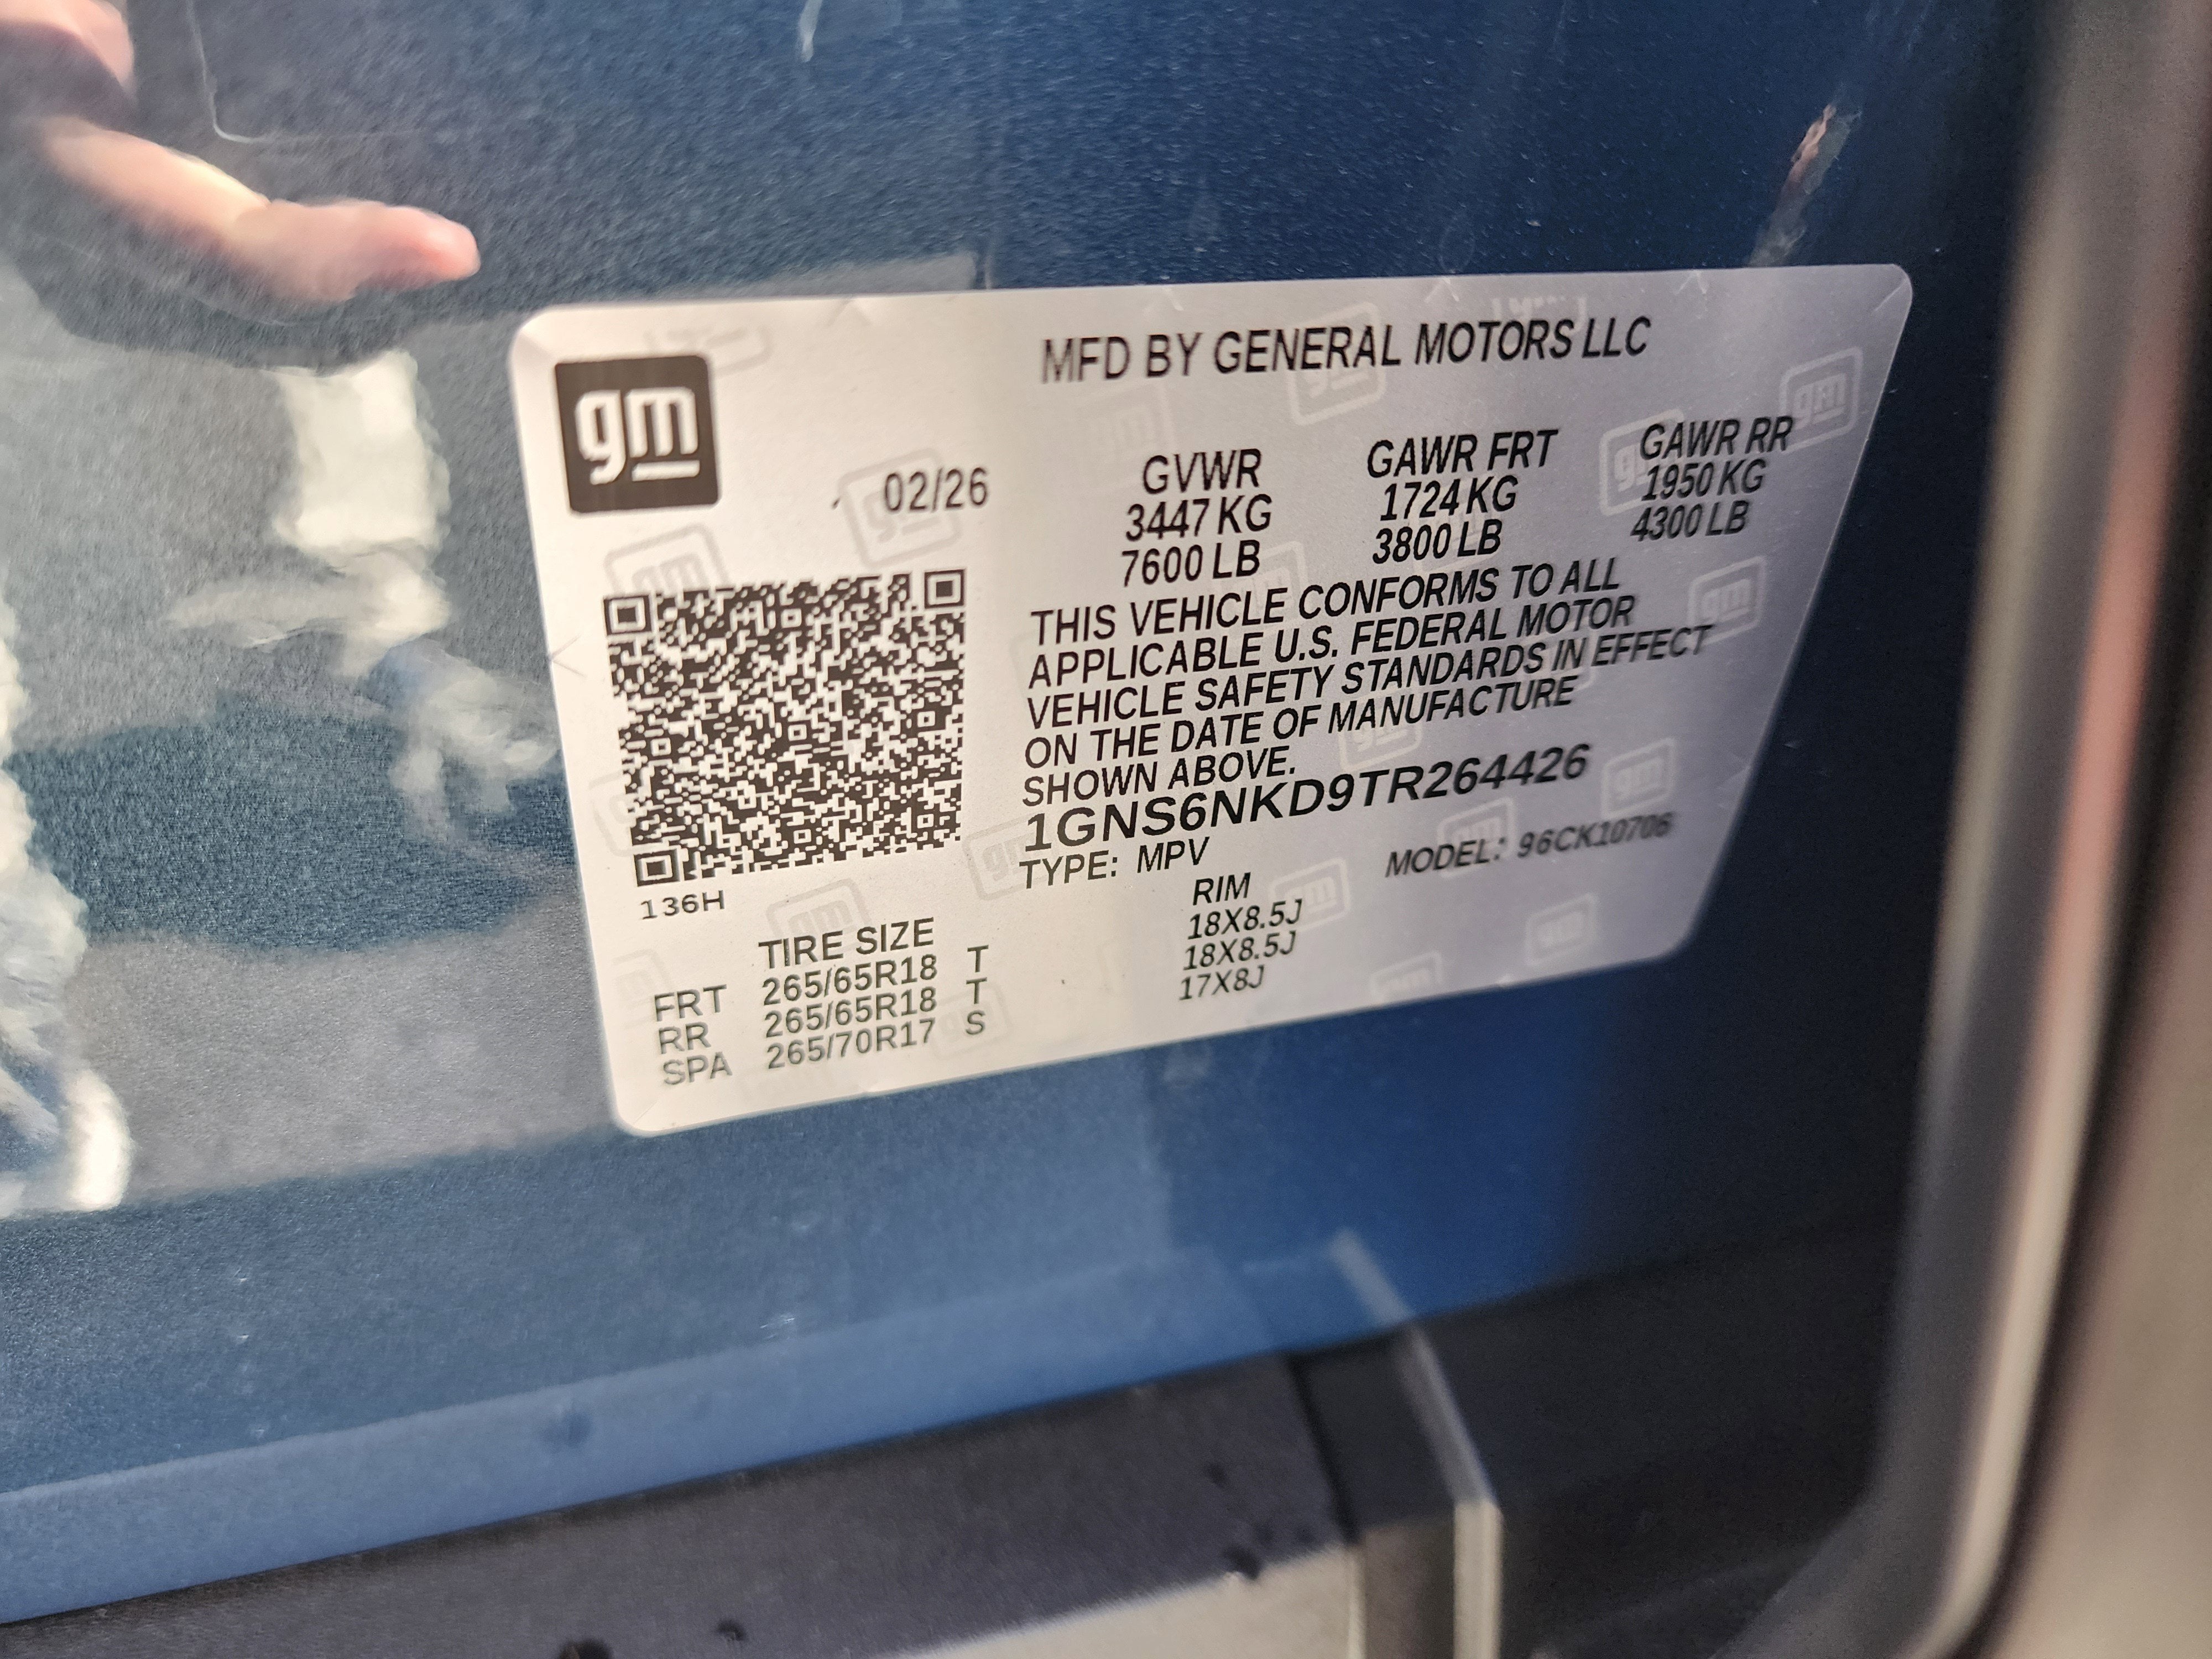 gm
MFD BY GENERAL MOTORS LLC
02/26
GVWR GAWR FRT GAWR RR
3447 KG 1724 KG 1950 KG
7600 LB 3800 LB 4300 LB
THIS VEHICLE CONFORMS TO ALL
APPLICABLE U.S. FEDERAL MOTOR
VEHICLE SAFETY STANDARDS IN EFFECT
ON THE DATE OF MANUFACTURE
SHOWN ABOVE.
1GNS6NKD9TR264426
TYPE: MPV MODEL: 96CK10706
136H
TIRE SIZE RIM
FRT 265/65R18 T 18X8.5J
RR 265/65R18 T 18X8.5J
SPA 265/70R17 S 17X8J